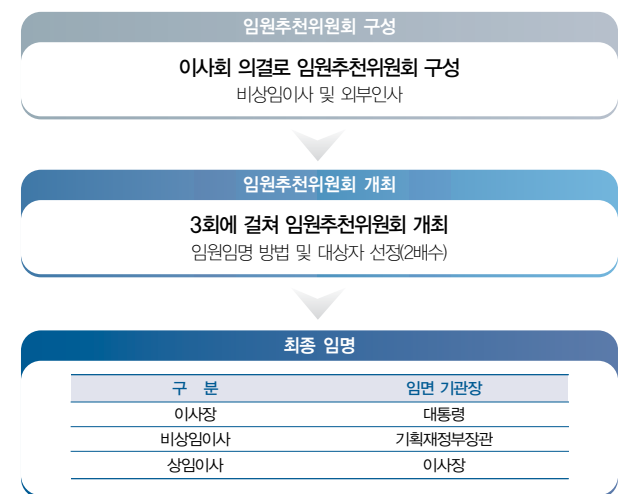 임원추천위원회 구성
이사회 의결로 임원추천위원회 구성
비상임이사 및 외부인사
임원추천위원회 개최
3회에 걸쳐 임원추천위원회 개최
임원임명 방법 및 대상자 선정(2배수)
최종 임명
구 분 임면 기관장
이사장 대통령
비상임이사 기획재정부장관
상임이사 이사장